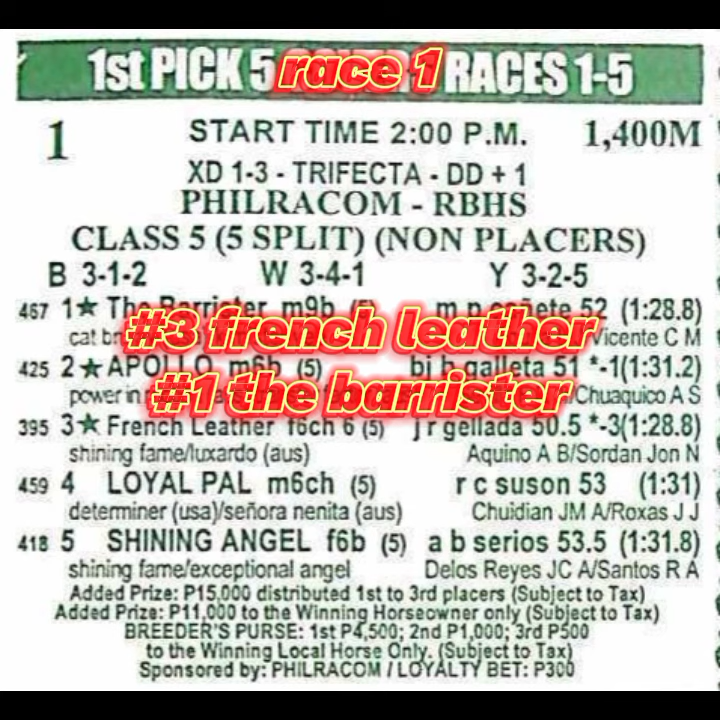 1st PICK 5 race 1 RACES 1-5
1 START TIME 2:00 P.M. 1,400M
XD 1-3 - TRIFECTA - DD + 1
PHILRACOM - RBHS
CLASS 5 (5 SPLIT) (NON PLACERS)
B 3-1-2 W 3-4-1 Y 3-2-5
467 1★ The Barrister m9b (5) 52 (1:28.8)
#3 french leather
Vicente C M
425 2★ APOLLO m6b (5) bj b galleta 51 *-1(1:31.2)
#1 the barrister
power in /Chuaquico A S
395 3★ French Leather f6ch 6 (5) j r gellada 50.5 *-3(1:28.8)
shining fame/luxardo (aus) Aquino A B/Sordan Jon N
459 4 LOYAL PAL m6ch (5) r c suson 53 (1:31)
determiner (usa)/señora nenita (aus) Chuidian JM A/Roxas J J
418 5 SHINING ANGEL f6b (5) a b serios 53.5 (1:31.8)
shining fame/exceptional angel Delos Reyes JC A/Santos R A
Added Prize: P15,000 distributed 1st to 3rd placers (Subject to Tax)
Added Prize: P11,000 to the Winning Horseowner only (Subject to Tax)
BREEDER'S PURSE: 1st P4,500; 2nd P1,000; 3rd P500
to the Winning Local Horse Only. (Subject to Tax)
Sponsored by: PHILRACOM / LOYALTY BET: P300